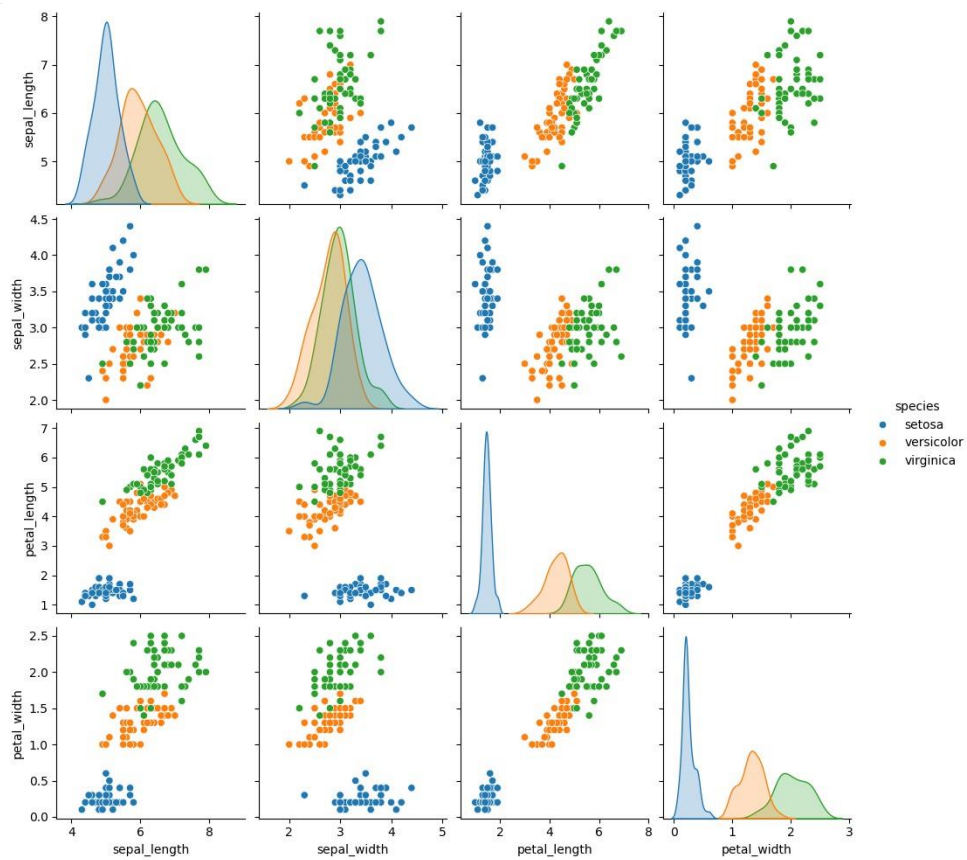 8
7
6
5
sepal_length
4.5
4.0
3.5
3.0
2.5
2.0
sepal_width
7
6
5
4
3
2
1
petal_length
2.5
2.0
1.5
1.0
0.5
0.0
petal_width
4 6 8
sepal_length
2 3 4 5
sepal_width
2 4 6 8
petal_length
0 1 2 3
petal_width
species
setosa
versicolor
virginica